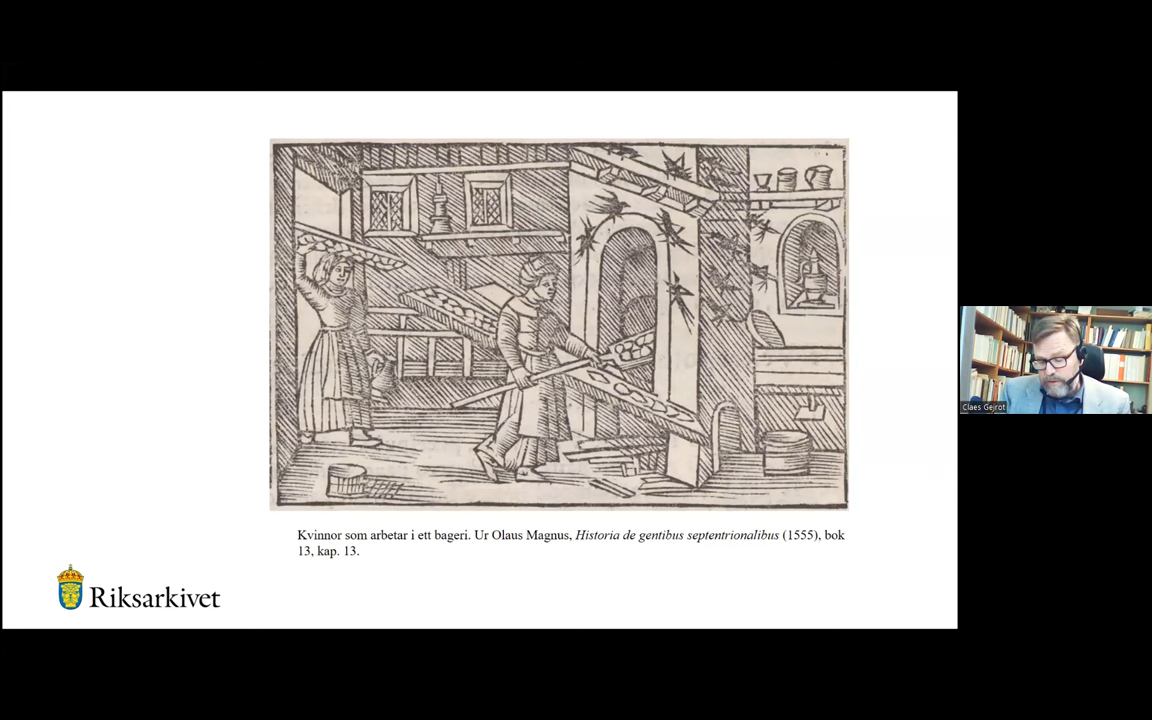 Kvinnor som arbetar i ett bageri. Ur Olaus Magnus, Historia de gentibus septentrionalibus (1555), bok
13, kap. 13.
Riksarkivet
Claes Gejrot